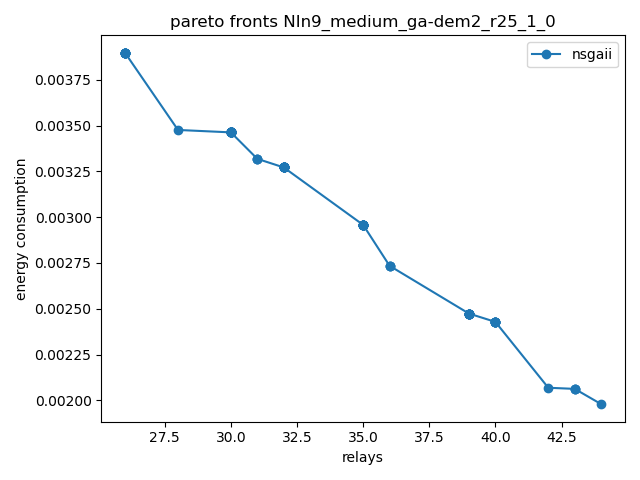 pareto fronts NIn9_medium_ga-dem2_r25_1_0
nsgaii
energy consumption
0.00375
0.00350
0.00325
0.00300
0.00275
0.00250
0.00225
0.00200
27.5 30.0 32.5 35.0 37.5 40.0 42.5
relays